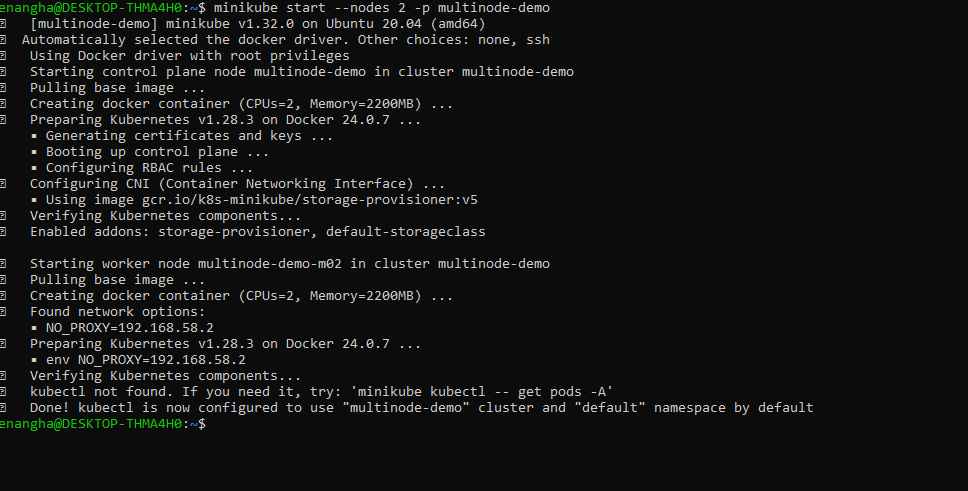 enangha@DESKTOP-THMA4H0:~$ minikube start --nodes 2 -p multinode-demo
[multinode-demo] minikube v1.32.0 on Ubuntu 20.04 (amd64)
Automatically selected the docker driver. Other choices: none, ssh
Using Docker driver with root privileges
Starting control plane node multinode-demo in cluster multinode-demo
Pulling base image ...
Creating docker container (CPUs=2, Memory=2200MB) ...
Preparing Kubernetes v1.28.3 on Docker 24.0.7 ...
▪ Generating certificates and keys ...
▪ Booting up control plane ...
▪ Configuring RBAC rules ...
Configuring CNI (Container Networking Interface) ...
▪ Using image gcr.io/k8s-minikube/storage-provisioner:v5
Verifying Kubernetes components...
Enabled addons: storage-provisioner, default-storageclass
Starting worker node multinode-demo-m02 in cluster multinode-demo
Pulling base image ...
Creating docker container (CPUs=2, Memory=2200MB) ...
Found network options:
▪ NO_PROXY=192.168.58.2
Preparing Kubernetes v1.28.3 on Docker 24.0.7 ...
▪ env NO_PROXY=192.168.58.2
Verifying Kubernetes components...
kubectl not found. If you need it, try: 'minikube kubectl -- get pods -A'
Done! kubectl is now configured to use "multinode-demo" cluster and "default" namespace by default
enangha@DESKTOP-THMA4H0:~$